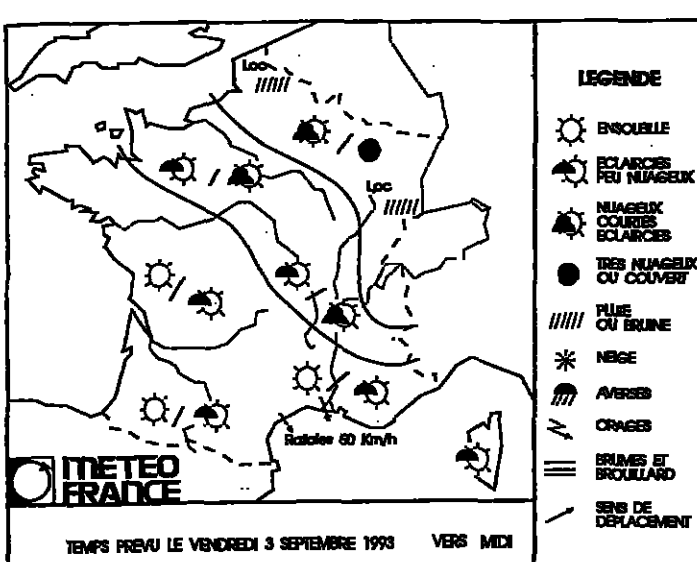 Loc
Loc
Rafales 60 Km/h
METEO
FRANCE
TEMPS PREVU LE VENDREDI 3 SEPTEMBRE 1993 VERS MIDI
LEGENDE
ENSOLEILLE
ECLAIRCIES
PEU NUAGEUX
NUAGEUX
COURTES
ECLAIRCIES
TRES NUAGEUX
OU COUVERT
PLUIE
OU BRUINE
NEIGE
AVERSES
ORAGES
BRUMES ET
BROUILLARD
SENS DE
DEPLACEMENT